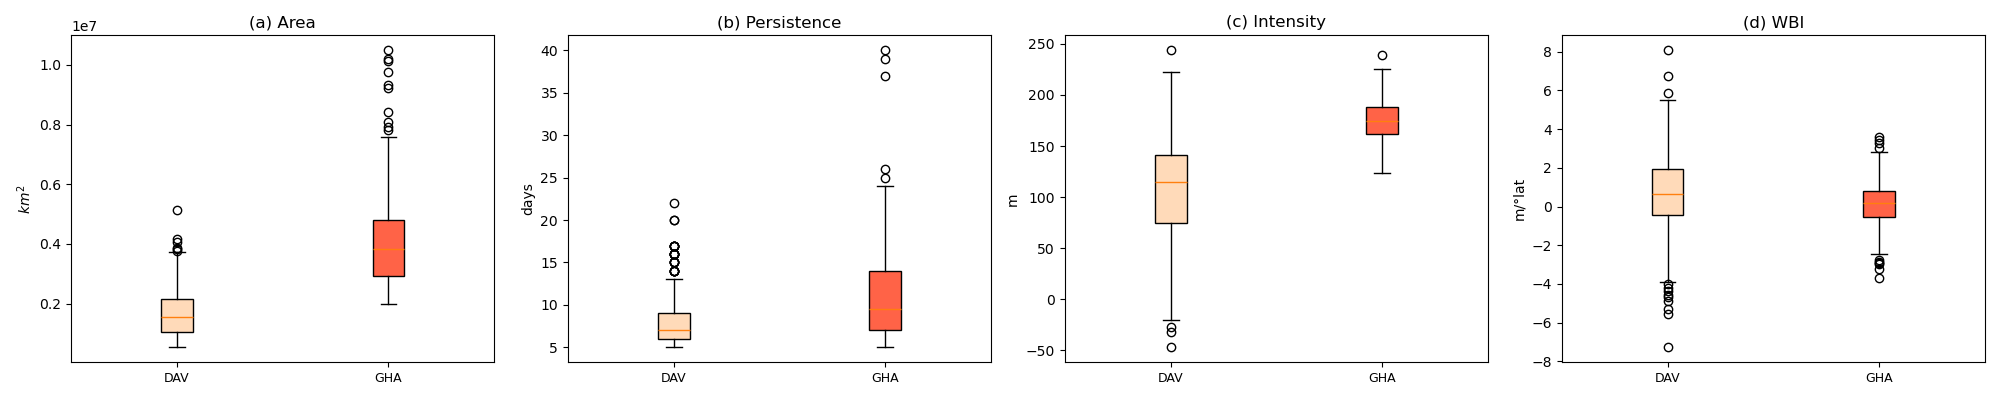 (a) Area
1e7
1.0
0.8
0.6
0.4
0.2
km²
DAV
GHA
(b) Persistence
40
35
30
25
20
15
10
5
days
DAV
GHA
(c) Intensity
250
200
150
100
50
0
−50
m
DAV
GHA
(d) WBI
8
6
4
2
0
−2
−4
−6
−8
m/°lat
DAV
GHA